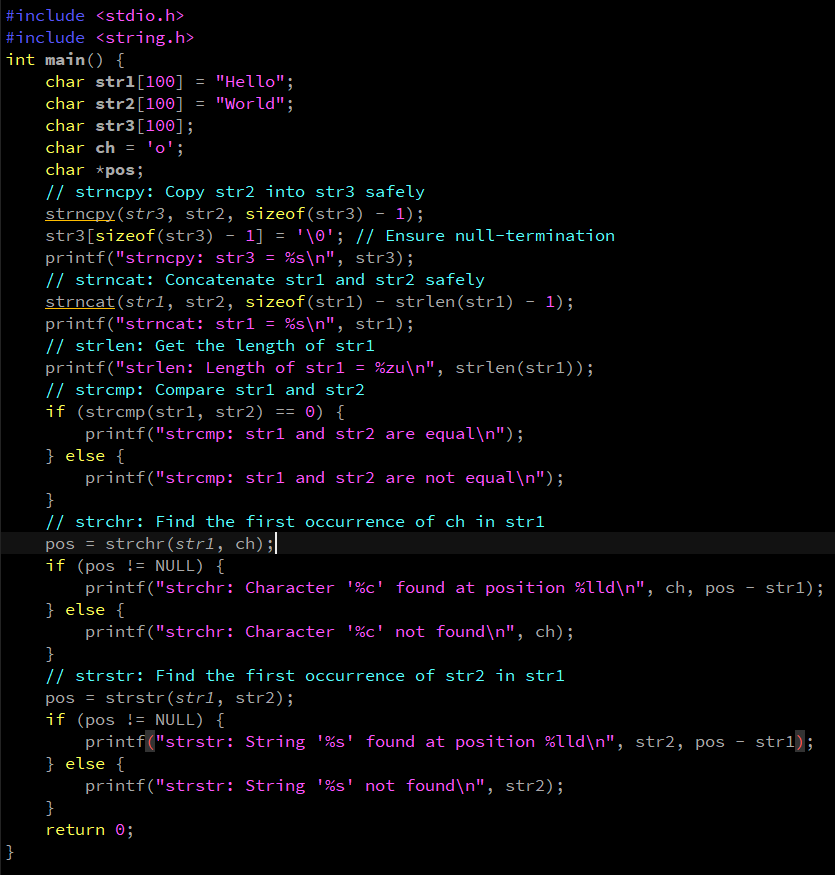 #include <stdio.h>
#include <string.h>
int main() {
    char str1[100] = "Hello";
    char str2[100] = "World";
    char str3[100];
    char ch = 'o';
    char *pos;
    // strncpy: Copy str2 into str3 safely
    strncpy(str3, str2, sizeof(str3) - 1);
    str3[sizeof(str3) - 1] = '\0'; // Ensure null-termination
    printf("strncpy: str3 = %s\n", str3);
    // strncat: Concatenate str1 and str2 safely
    strncat(str1, str2, sizeof(str1) - strlen(str1) - 1);
    printf("strncat: str1 = %s\n", str1);
    // strlen: Get the length of str1
    printf("strlen: Length of str1 = %zu\n", strlen(str1));
    // strcmp: Compare str1 and str2
    if (strcmp(str1, str2) == 0) {
        printf("strcmp: str1 and str2 are equal\n");
    } else {
        printf("strcmp: str1 and str2 are not equal\n");
    }
    // strchr: Find the first occurrence of ch in str1
    pos = strchr(str1, ch);
    if (pos != NULL) {
        printf("strchr: Character '%c' found at position %lld\n", ch, pos - str1);
    } else {
        printf("strchr: Character '%c' not found\n", ch);
    }
    // strstr: Find the first occurrence of str2 in str1
    pos = strstr(str1, str2);
    if (pos != NULL) {
        printf("strstr: String '%s' found at position %lld\n", str2, pos - str1);
    } else {
        printf("strstr: String '%s' not found\n", str2);
    }
    return 0;
}